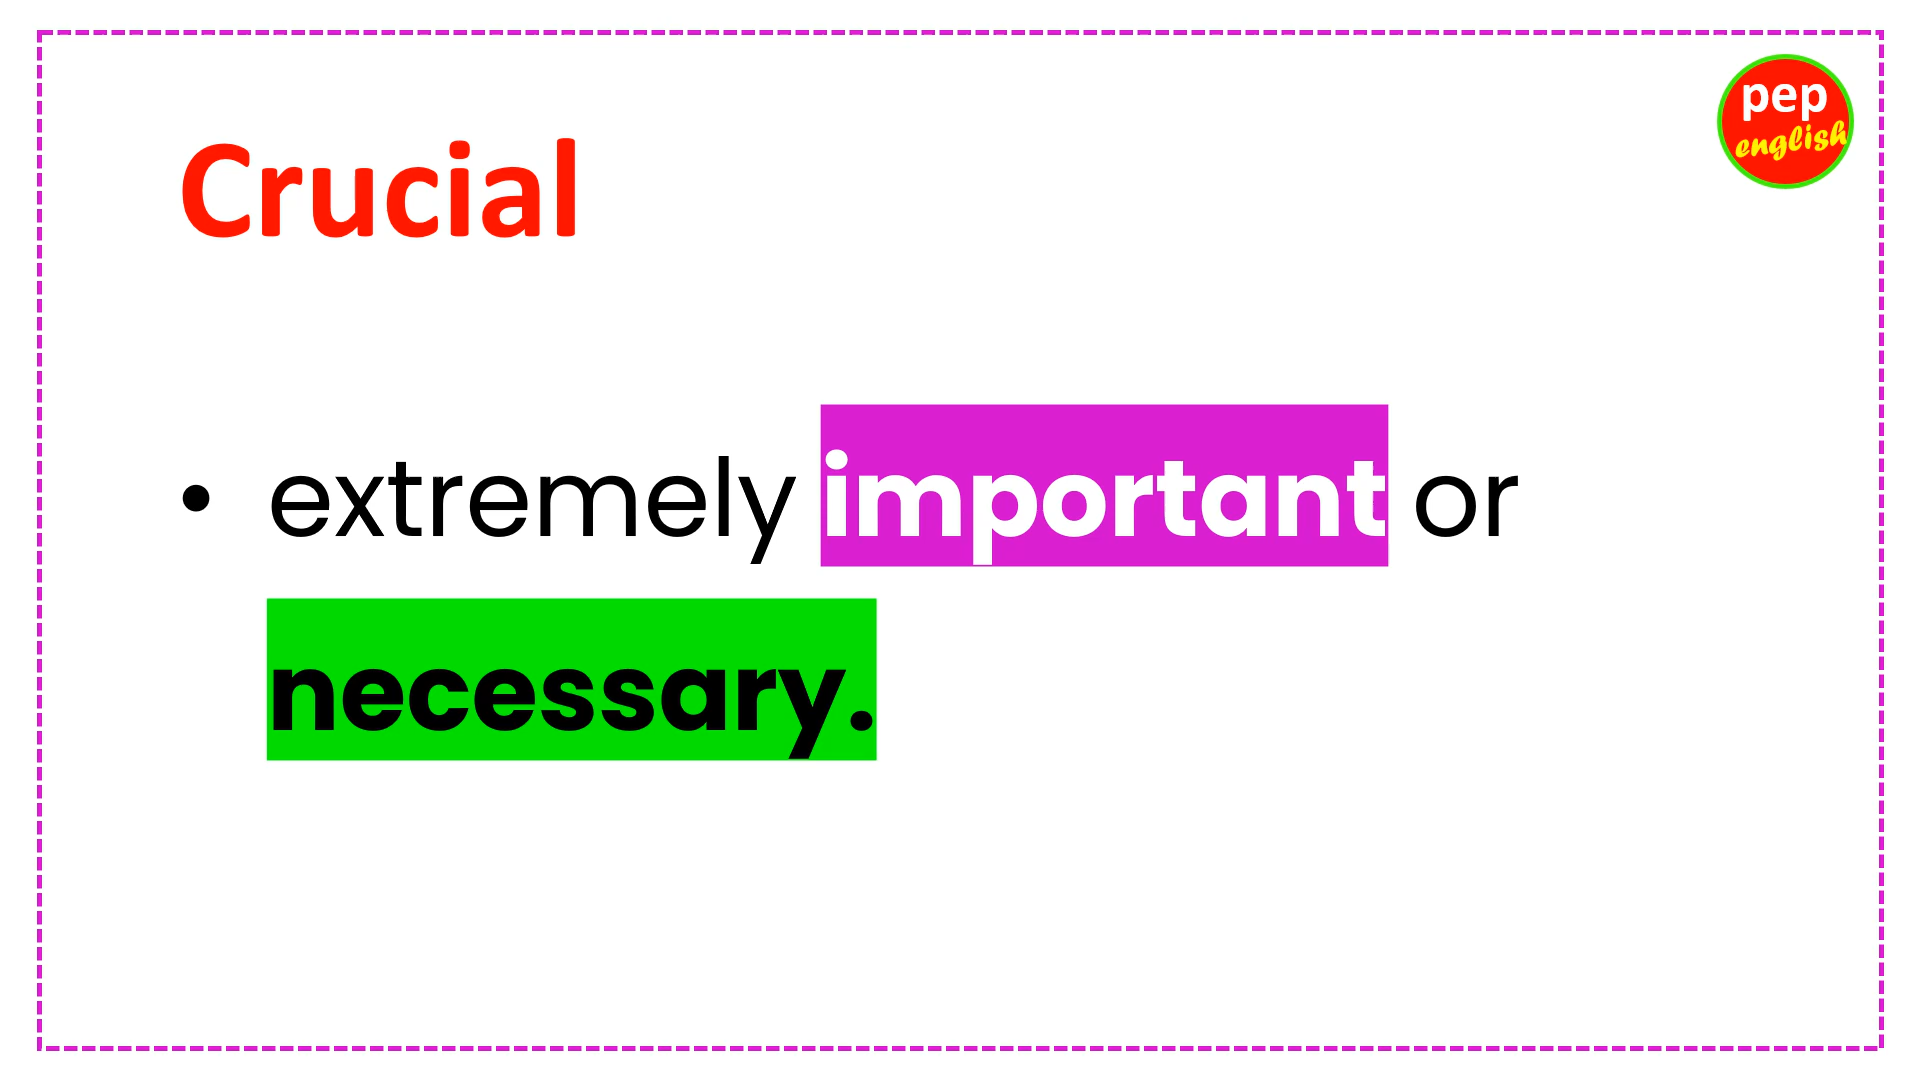 pep
english
Crucial
• extremely important or
necessary.